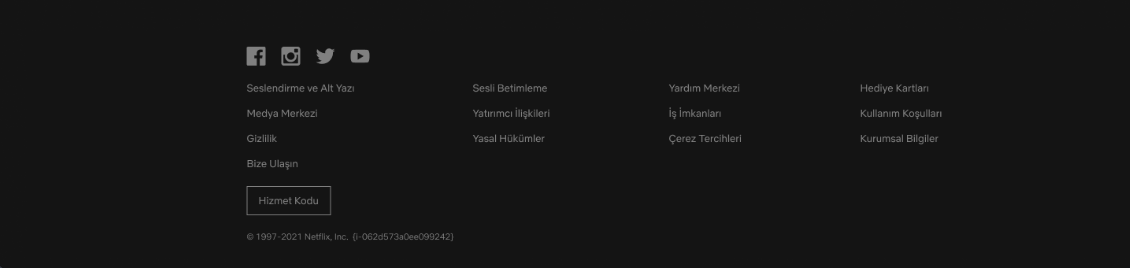 Seslendirme ve Alt Yazı Sesli Betimleme Yardım Merkezi Hediye Kartları
Medya Merkezi Yatırımcı İlişkileri İş İmkanları Kullanım Koşulları
Gizlilik Yasal Hükümler Çerez Tercihleri Kurumsal Bilgiler
Bize Ulaşın
Hizmet Kodu
© 1997-2021 Netflix, Inc. {i-062d573a0ee099242}